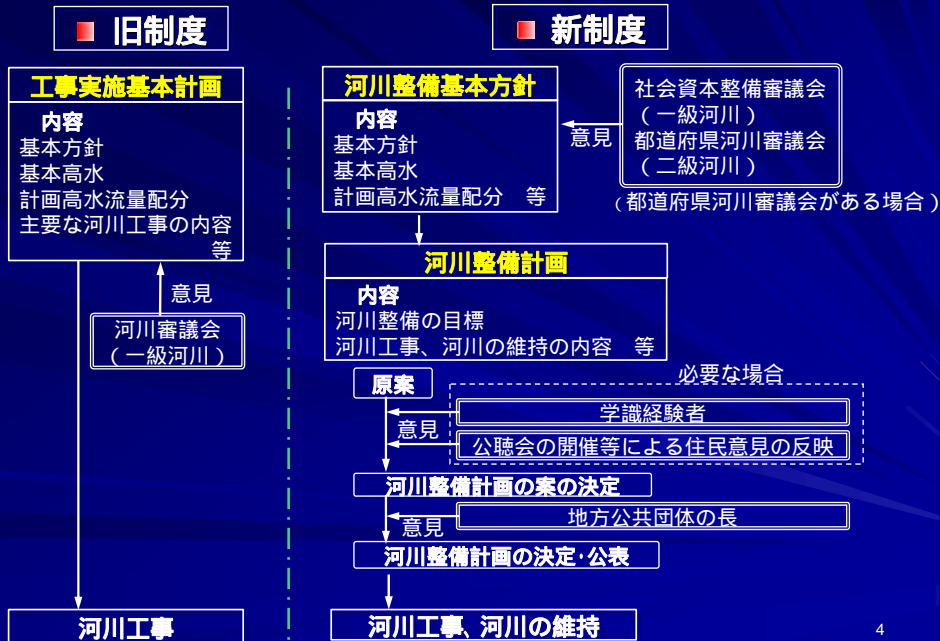 旧制度
工事実施基本計画
内容
基本方針
基本高水
計画高水流量配分
主要な河川工事の内容
等
意見
河川審議会
(一級河川)
河川工事
新制度
河川整備基本方針
内容
基本方針
基本高水
計画高水流量配分 等
意見
社会資本整備審議会
(一級河川)
都道府県河川審議会
(二級河川)
(都道府県河川審議会がある場合)
河川整備計画
内容
河川整備の目標
河川工事、河川の維持の内容 等
原案
必要な場合
意見
学識経験者
公聴会の開催等による住民意見の反映
河川整備計画の案の決定
意見
地方公共団体の長
河川整備計画の決定・公表
河川工事、河川の維持
4